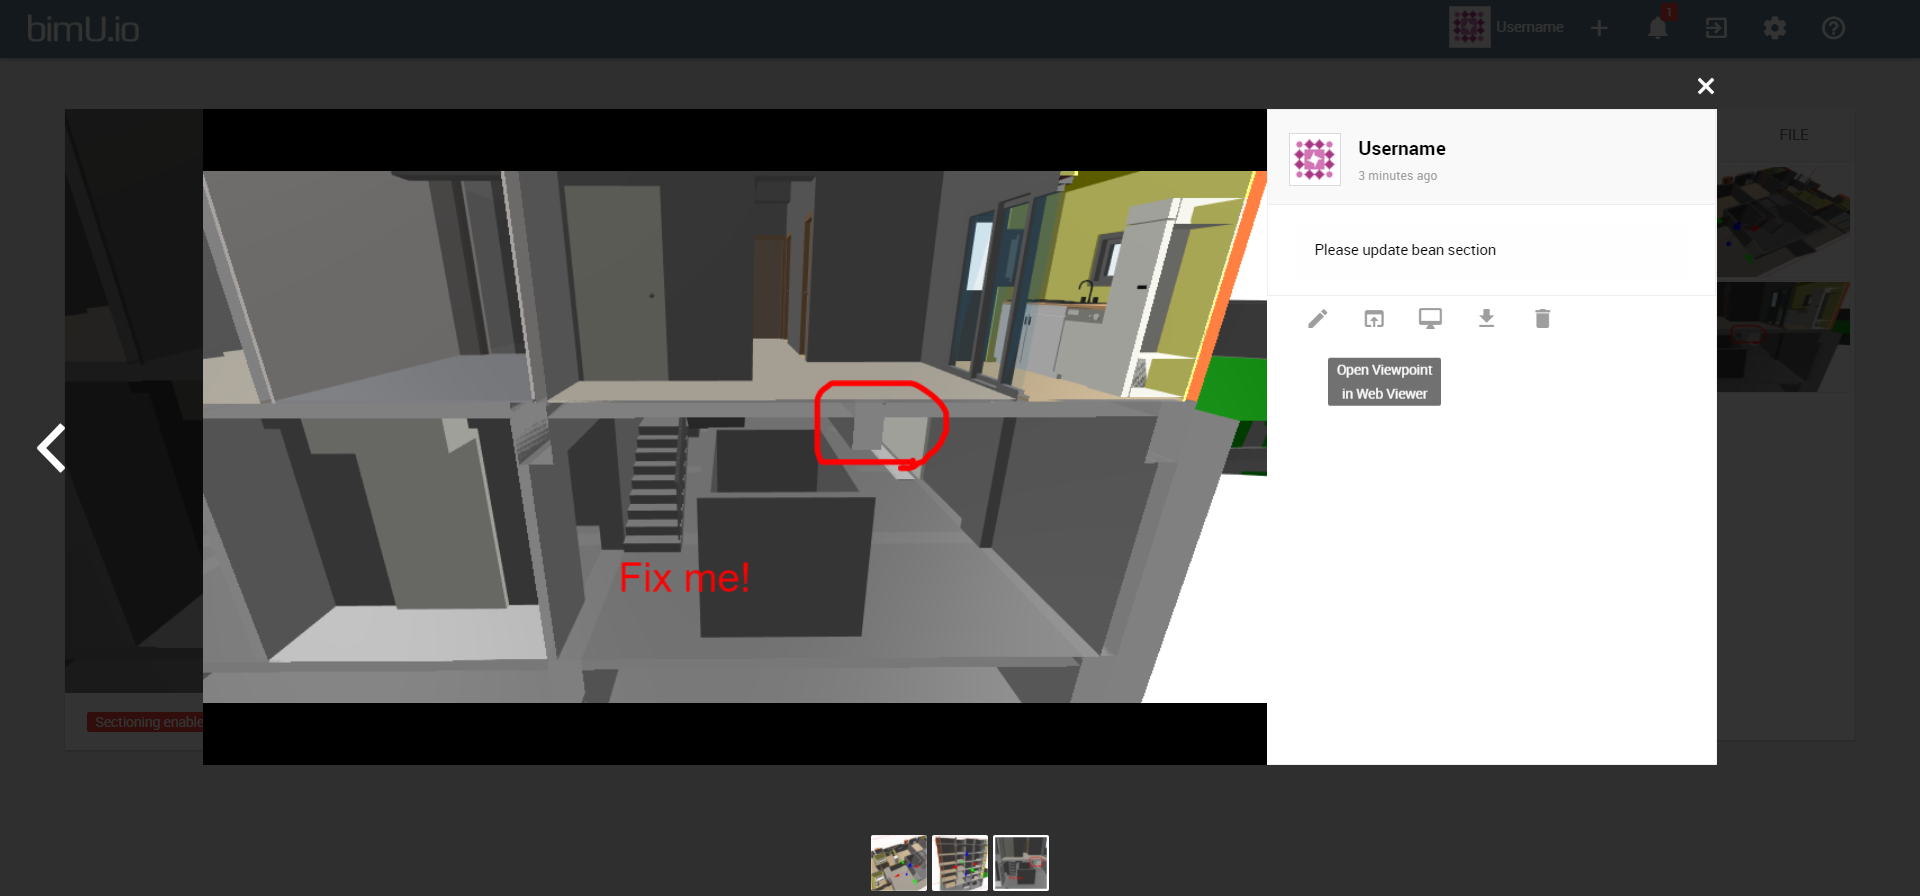 bimU.io
Username
1
FILE
Username
3 minutes ago
Please update bean section
Open Viewpoint
in Web Viewer
Fix me!
Sectioning enable